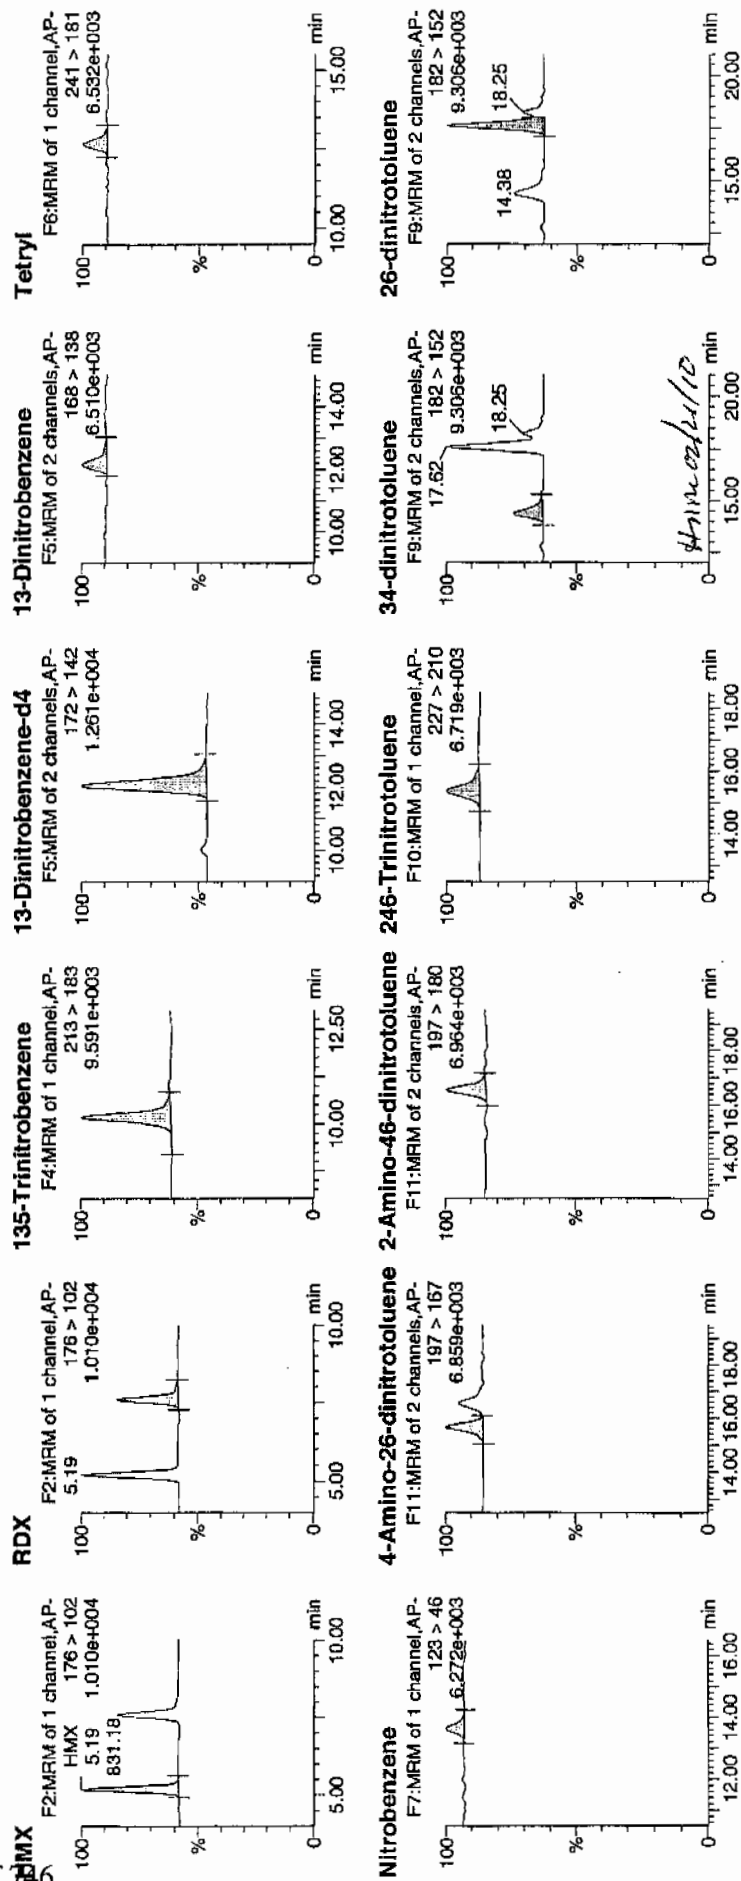 HMX
F2:MRM of 1 channel,AP-
HMX 176 > 102
5.19 1.010e+004
831.18
100
%
0
5.00 10.00 min
RDX
F2:MRM of 1 channel,AP-
5.19 176 > 102
1.010e+004
100
%
0
5.00 10.00 min
135-Trinitrobenzene
F4:MRM of 1 channel,AP-
213 > 183
9.591e+003
100
%
0
10.00 12.50 min
13-Dinitrobenzene-d4
F5:MRM of 2 channels,AP-
172 > 142
1.261e+004
100
%
0
10.00 12.00 14.00 min
13-Dinitrobenzene
F5:MRM of 2 channels,AP-
168 > 138
6.510e+003
100
%
0
10.00 12.00 14.00 min
Tetryl
F6:MRM of 1 channel,AP-
241 > 181
6.532e+003
100
%
0
10.00 15.00 min
Nitrobenzene
F7:MRM of 1 channel,AP-
123 > 46
6.272e+003
100
%
0
12.00 14.00 16.00 min
4-Amino-26-dinitrotoluene
F11:MRM of 2 channels,AP-
197 > 167
6.859e+003
100
%
0
14.00 16.00 18.00 min
2-Amino-46-dinitrotoluene
F11:MRM of 2 channels,AP-
197 > 180
6.964e+003
100
%
0
14.00 16.00 18.00 min
246-Trinitrotoluene
F10:MRM of 1 channel,AP-
227 > 210
6.719e+003
100
%
0
14.00 16.00 18.00 min
34-dinitrotoluene
F9:MRM of 2 channels,AP-
17.62 182 > 152
9.306e+003
18.25
100
%
0
15.00 20.00 min
02/21/10
26-dinitrotoluene
F9:MRM of 2 channels,AP-
182 > 152
9.306e+003
14.38 18.25
100
%
0
15.00 20.00 min